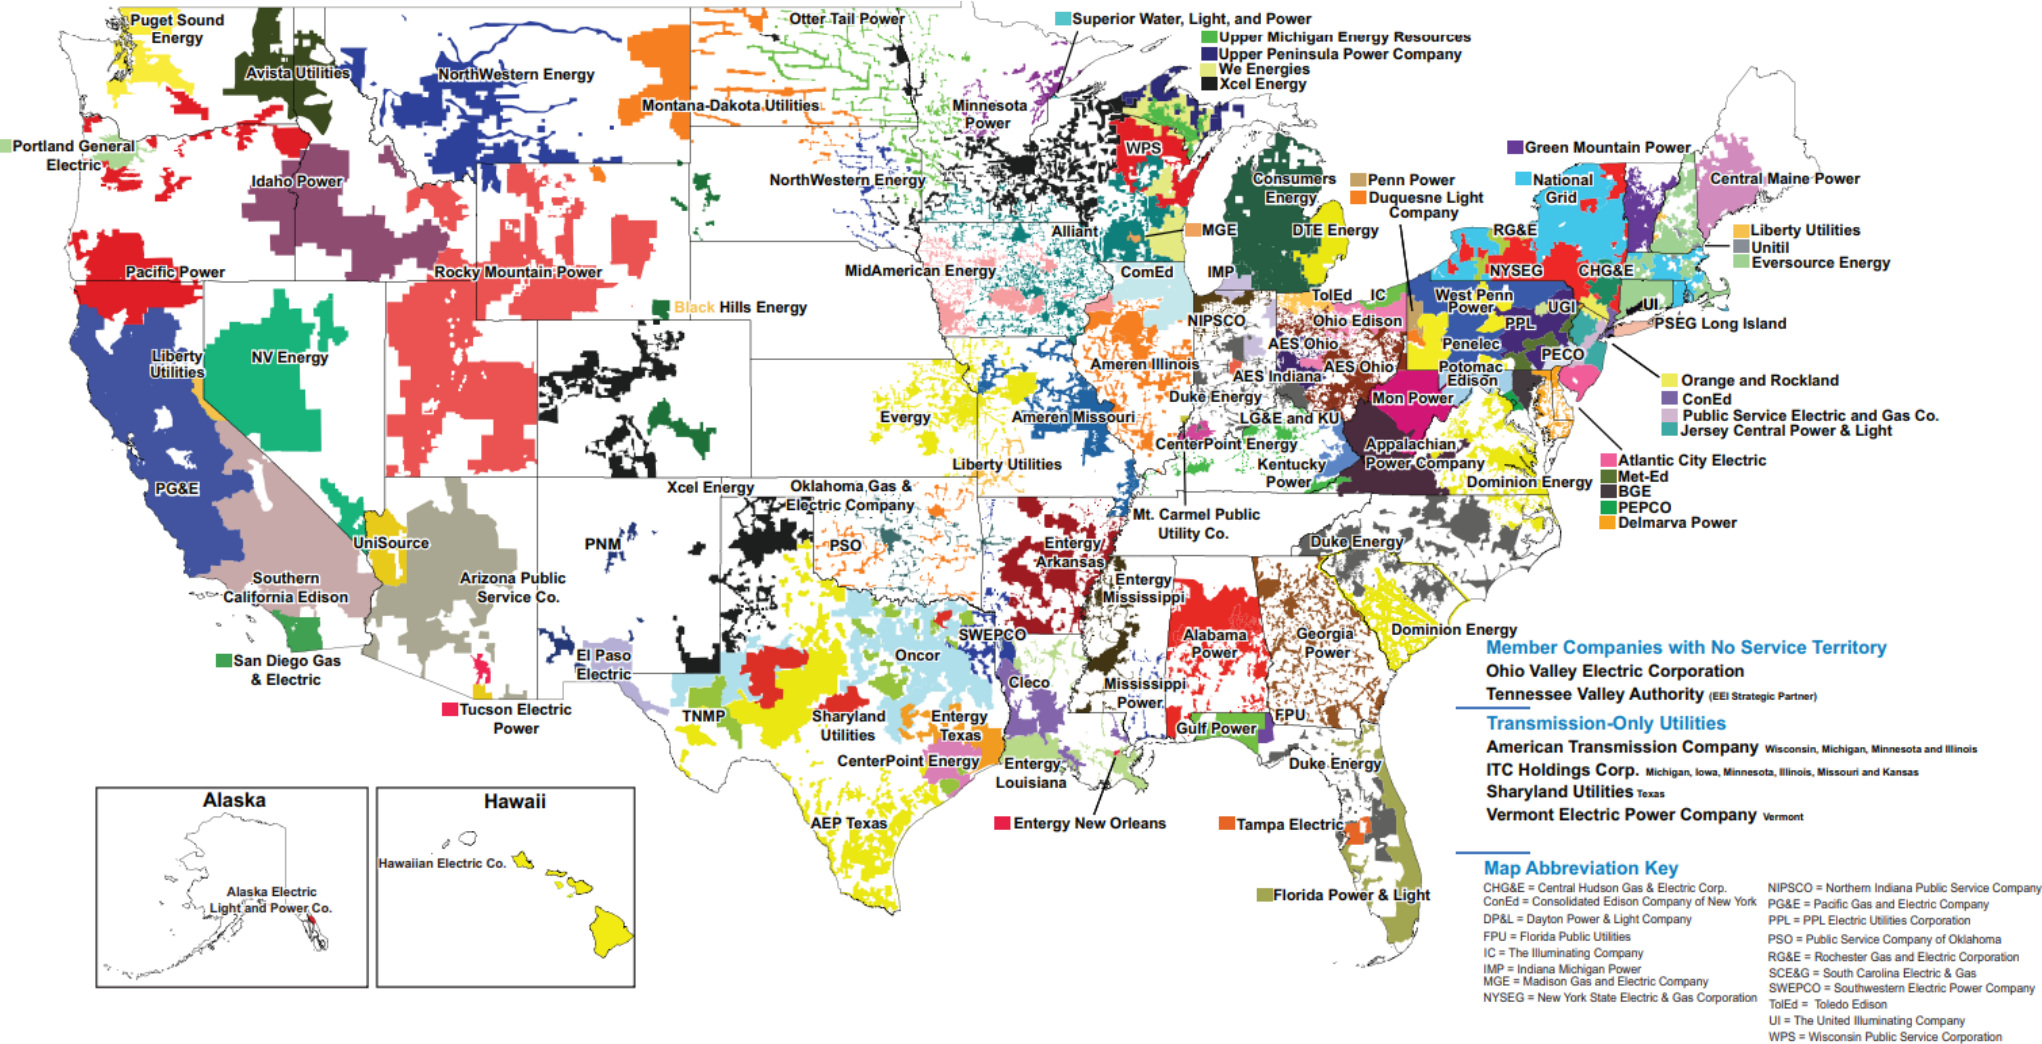 Puget Sound
Energy
Avista Utilities
NorthWestern Energy
Otter Tail Power
Montana-Dakota Utilities
Superior Water, Light, and Power
Upper Michigan Energy Resources
Upper Peninsula Power Company
We Energies
Xcel Energy
Minnesota
Power
Portland General
Electric
Idaho Power
NorthWestern Energy
WPS
Consumers
Energy
Penn Power
Duquesne Light
Company
Green Mountain Power
National
Grid
Central Maine Power
Pacific Power
Rocky Mountain Power
MidAmerican Energy
Alliant
MGE
DTE Energy
RG&E
Liberty Utilities
Unitil
Eversource Energy
ComEd
IMP
NYSEG
CHG&E
Black Hills Energy
TolEd
IC
West Penn
Power
UGI
UI
NIPSCO
Ohio Edison
PPL
PSEG Long Island
Liberty
Utilities
NV Energy
AES Ohio
Penelec
PECO
Ameren Illinois
AES Indiana
AES Ohio
Potomac
Edison
Orange and Rockland
ConEd
Public Service Electric and Gas Co.
Jersey Central Power & Light
Evergy
Ameren Missouri
Duke Energy
Mon Power
LG&E and KU
CenterPoint Energy
Appalachian
Power Company
Liberty Utilities
Kentucky
Power
Dominion Energy
Atlantic City Electric
Met-Ed
BGE
PEPCO
Delmarva Power
PG&E
Xcel Energy
Oklahoma Gas &
Electric Company
Mt. Carmel Public
Utility Co.
UniSource
PNM
PSO
Entergy
Arkansas
Duke Energy
Southern
California Edison
Arizona Public
Service Co.
Entergy
Mississippi
Dominion Energy
SWEPCO
Alabama
Power
Georgia
Power
San Diego Gas
& Electric
El Paso
Electric
Oncor
Cleco
Mississippi
Power
Tucson Electric
Power
TNMP
Sharyland
Utilities
Entergy
Texas
Gulf Power
FPU
CenterPoint Energy
Entergy
Louisiana
Duke Energy
AEP Texas
Entergy New Orleans
Tampa Electric
Florida Power & Light
Alaska
Alaska Electric
Light and Power Co.
Hawaii
Hawaiian Electric Co.
Member Companies with No Service Territory
Ohio Valley Electric Corporation
Tennessee Valley Authority (EEI Strategic Partner)
Transmission-Only Utilities
American Transmission Company Wisconsin, Michigan, Minnesota and Illinois
ITC Holdings Corp. Michigan, Iowa, Minnesota, Illinois, Missouri and Kansas
Sharyland Utilities Texas
Vermont Electric Power Company Vermont
Map Abbreviation Key
CHG&E = Central Hudson Gas & Electric Corp.
ConEd = Consolidated Edison Company of New York
DP&L = Dayton Power & Light Company
FPU = Florida Public Utilities
IC = The Illuminating Company
IMP = Indiana Michigan Power
MGE = Madison Gas and Electric Company
NYSEG = New York State Electric & Gas Corporation
NIPSCO = Northern Indiana Public Service Company
PG&E = Pacific Gas and Electric Company
PPL = PPL Electric Utilities Corporation
PSO = Public Service Company of Oklahoma
RG&E = Rochester Gas and Electric Corporation
SCE&G = South Carolina Electric & Gas
SWEPCO = Southwestern Electric Power Company
TolEd = Toledo Edison
UI = The United Illuminating Company
WPS = Wisconsin Public Service Corporation